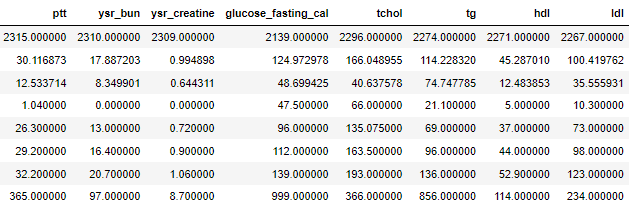 ptt ysr_bun ysr_creatine glucose_fasting_cal tchol tg hdl ldl
2315.000000 2310.000000 2309.000000 2139.000000 2296.000000 2274.000000 2271.000000 2267.000000
30.116873 17.887203 0.994898 124.972978 166.048955 114.228320 45.287010 100.419762
12.533714 8.349901 0.644311 48.699425 40.637578 74.747785 12.483853 35.555931
1.040000 0.000000 0.000000 47.500000 66.000000 21.100000 5.000000 10.300000
26.300000 13.000000 0.720000 96.000000 135.075000 69.000000 37.000000 73.000000
29.200000 16.400000 0.900000 112.000000 163.500000 96.000000 44.000000 98.000000
32.200000 20.700000 1.060000 139.000000 193.000000 136.000000 52.900000 123.000000
365.000000 97.000000 8.700000 999.000000 366.000000 856.000000 114.000000 234.000000